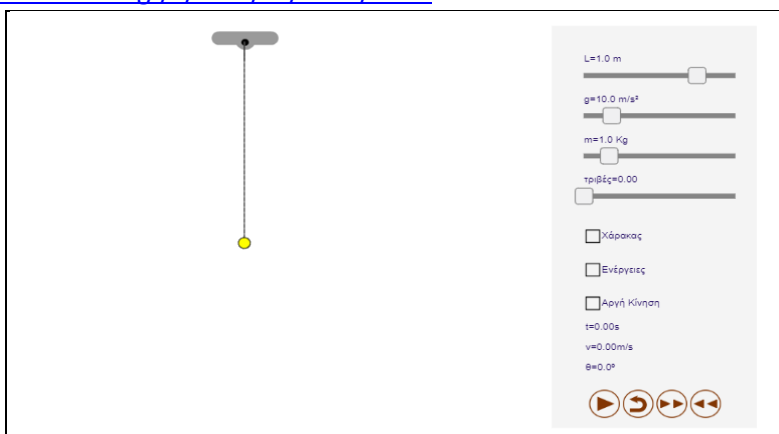 L=1.0 m
g=10.0 m/s²
m=1.0 Kg
τριβές=0.00
Χάρακας
Ενέργειες
Αργή Κίνηση
t=0.00s
v=0.00m/s
θ=0.0º